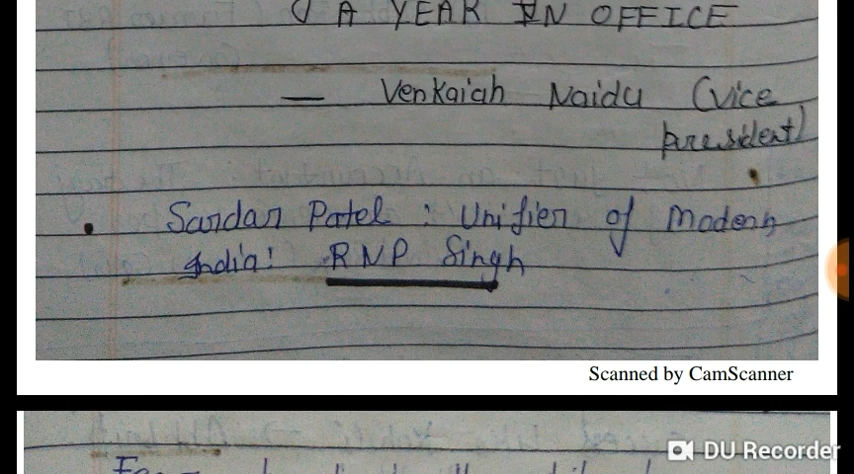 A YEAR IN OFFICE
— Venkaiah Naidu (Vice
president)
• Sardar Patel : Unifier of Modern
India: RNP Singh
Scanned by CamScanner
DU Recorder